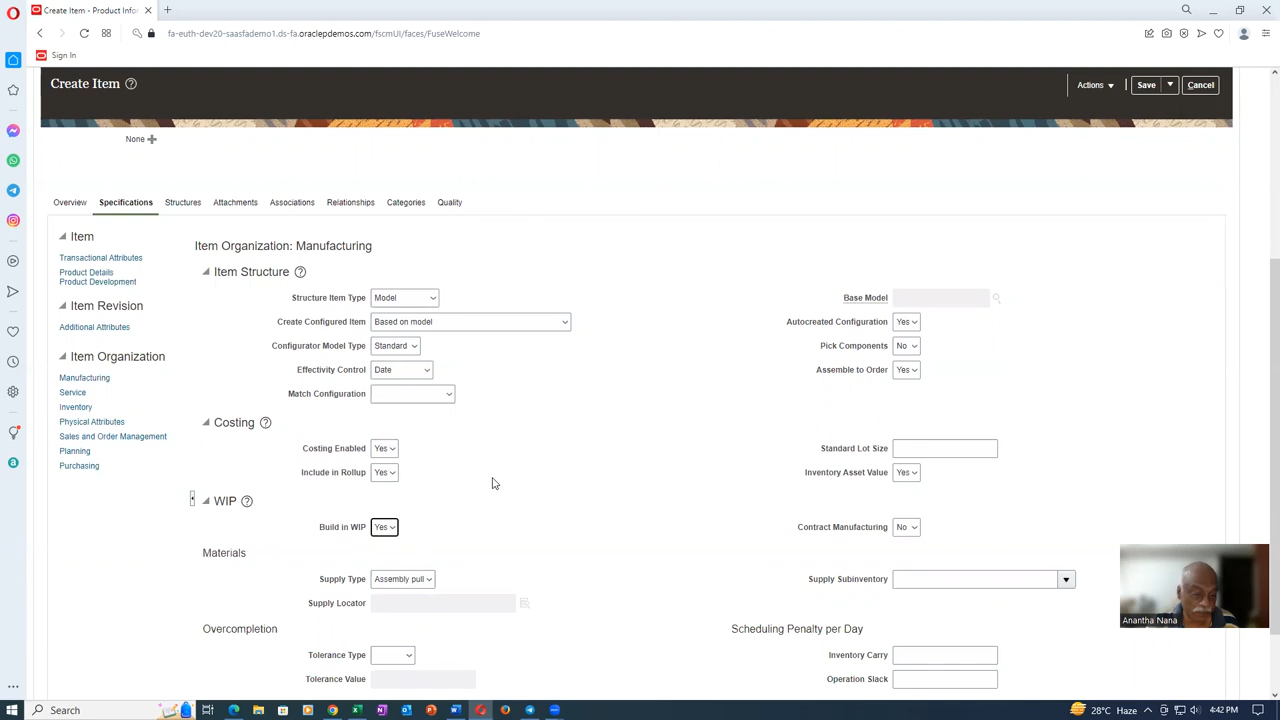 Create Item - Product Infor
fa-euth-dev20-saasfademo1.ds-fa.oraclepdemos.com/fscmUI/faces/FuseWelcome
Sign In
Create Item
Actions
Save
Cancel
None
Overview
Specifications
Structures
Attachments
Associations
Relationships
Categories
Quality
Item
Transactional Attributes
Product Details
Product Development
Item Revision
Additional Attributes
Item Organization
Manufacturing
Service
Inventory
Physical Attributes
Sales and Order Management
Planning
Purchasing
Item Organization: Manufacturing
Item Structure
Structure Item Type Model
Base Model
Create Configured Item Based on model
Autocreated Configuration Yes
Configurator Model Type Standard
Pick Components No
Effectivity Control Date
Assemble to Order Yes
Match Configuration
Costing
Costing Enabled Yes
Standard Lot Size
Include in Rollup Yes
Inventory Asset Value Yes
WIP
Build in WIP Yes
Contract Manufacturing No
Materials
Supply Type Assembly pull
Supply Subinventory
Supply Locator
Overcompletion
Scheduling Penalty per Day
Tolerance Type
Inventory Carry
Tolerance Value
Operation Slack
Anantha Nana
Search
28°C Haze
4:42 PM